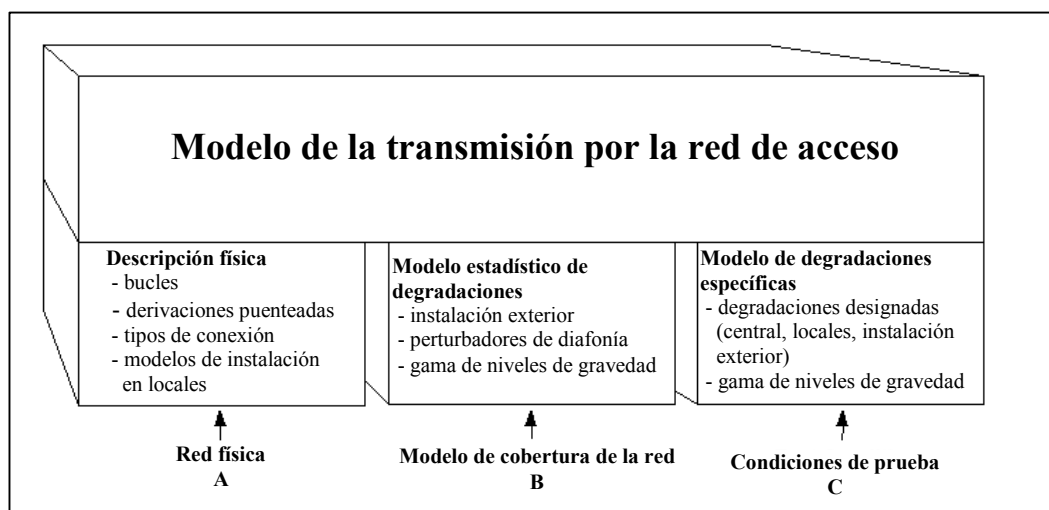 Modelo de la transmisión por la red de acceso
Descripción física
- bucles
- derivaciones puenteadas
- tipos de conexión
- modelos de instalación
en locales
Modelo estadístico de
degradaciones
- instalación exterior
- perturbadores de diafonía
- gama de niveles de gravedad
Modelo de degradaciones
específicas
- degradaciones designadas
(central, locales, instalación
exterior)
- gama de niveles de gravedad
Red física
A
Modelo de cobertura de la red
B
Condiciones de prueba
C